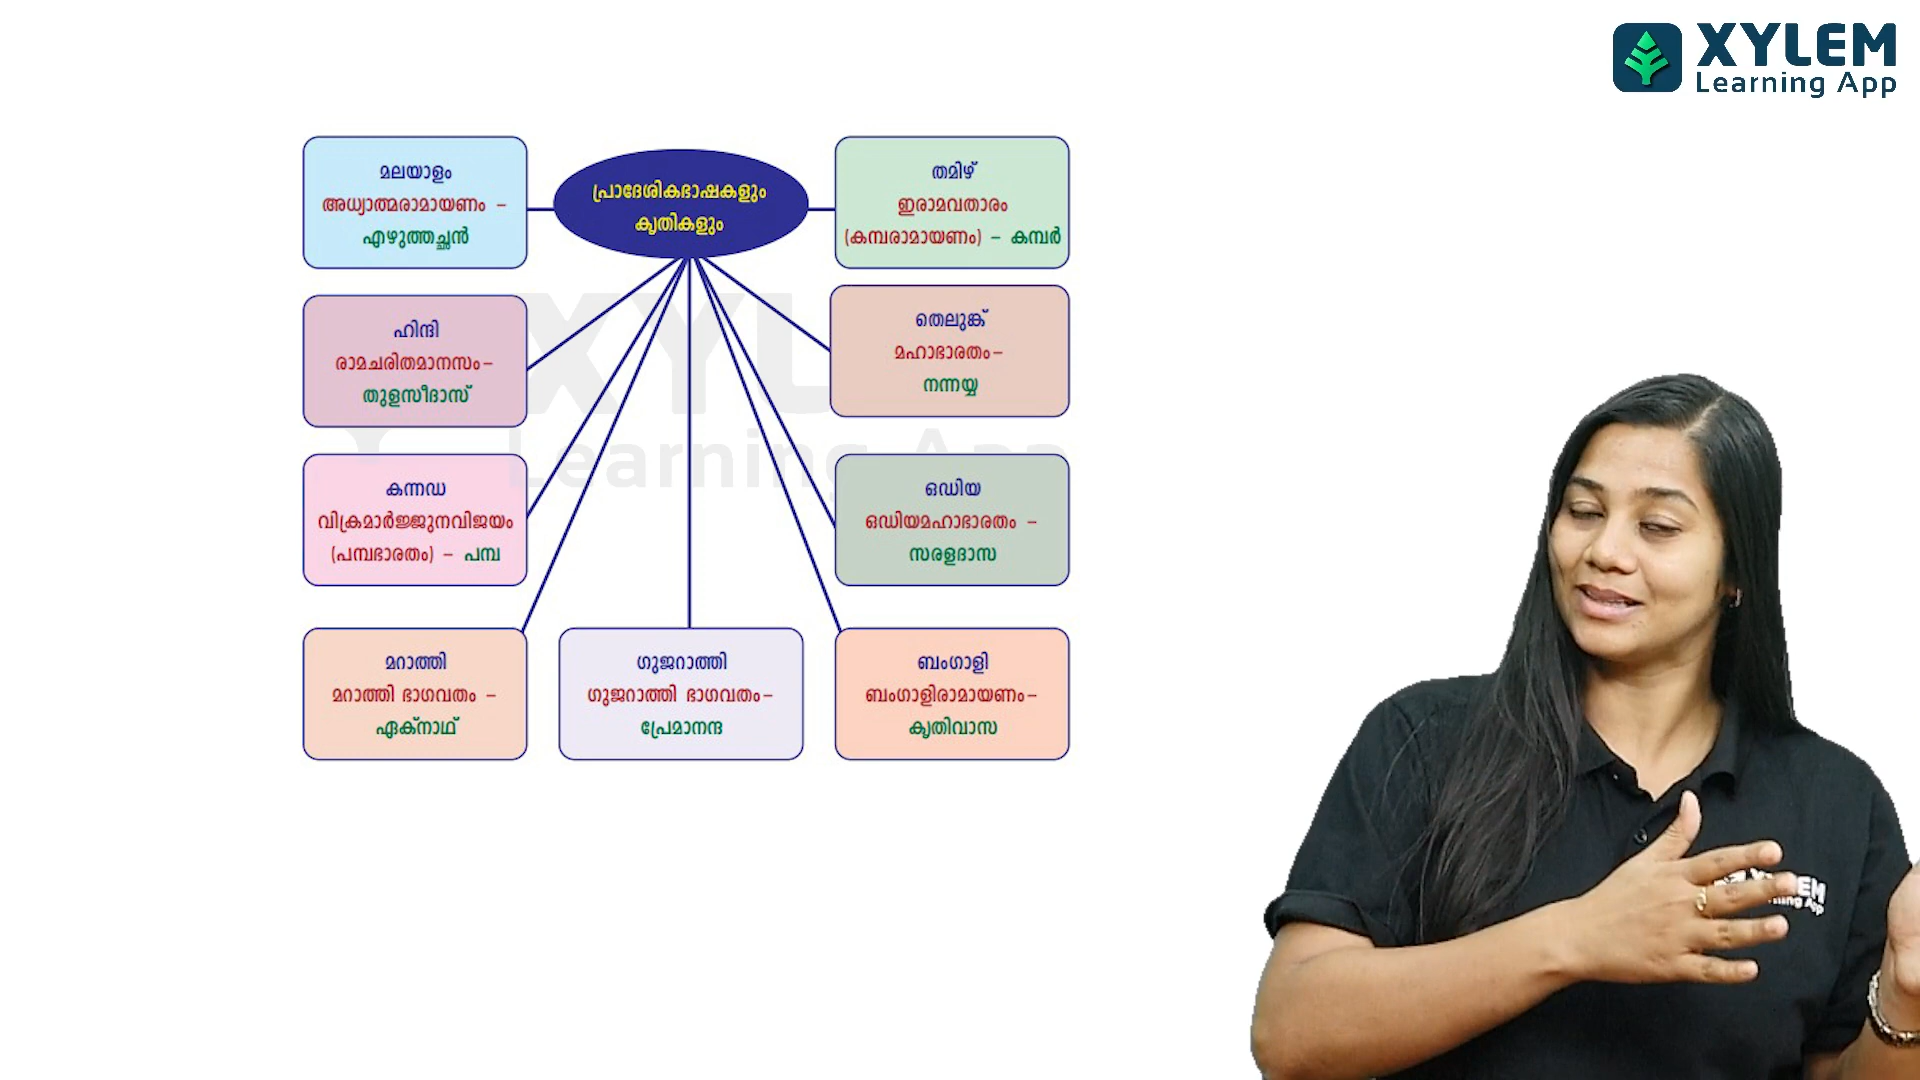 XYLEM
Learning App
പ്രാദേശികഭാഷകളും
കൃതികളും
മലയാളം
അധ്യാത്മരാമായണം –
എഴുത്തച്ഛൻ
തമിഴ്
ഇരാമവതാരം
(കമ്പരാമായണം) – കമ്പർ
ഹിന്ദി
രാമചരിതമാനസം–
തുളസീദാസ്
തെലുങ്ക്
മഹാഭാരതം–
നന്നയ്യ
കന്നഡ
വിക്രമാർജ്ജുനവിജയം
(പമ്പഭാരതം) – പമ്പ
ഒഡിയ
ഒഡിയമഹാഭാരതം –
സരളദാസ
മറാത്തി
മറാത്തി ഭാഗവതം –
ഏക്നാഥ്
ഗുജറാത്തി
ഗുജറാത്തി ഭാഗവതം–
പ്രേമാനന്ദ
ബംഗാളി
ബംഗാളിരാമായണം–
കൃതിവാസ